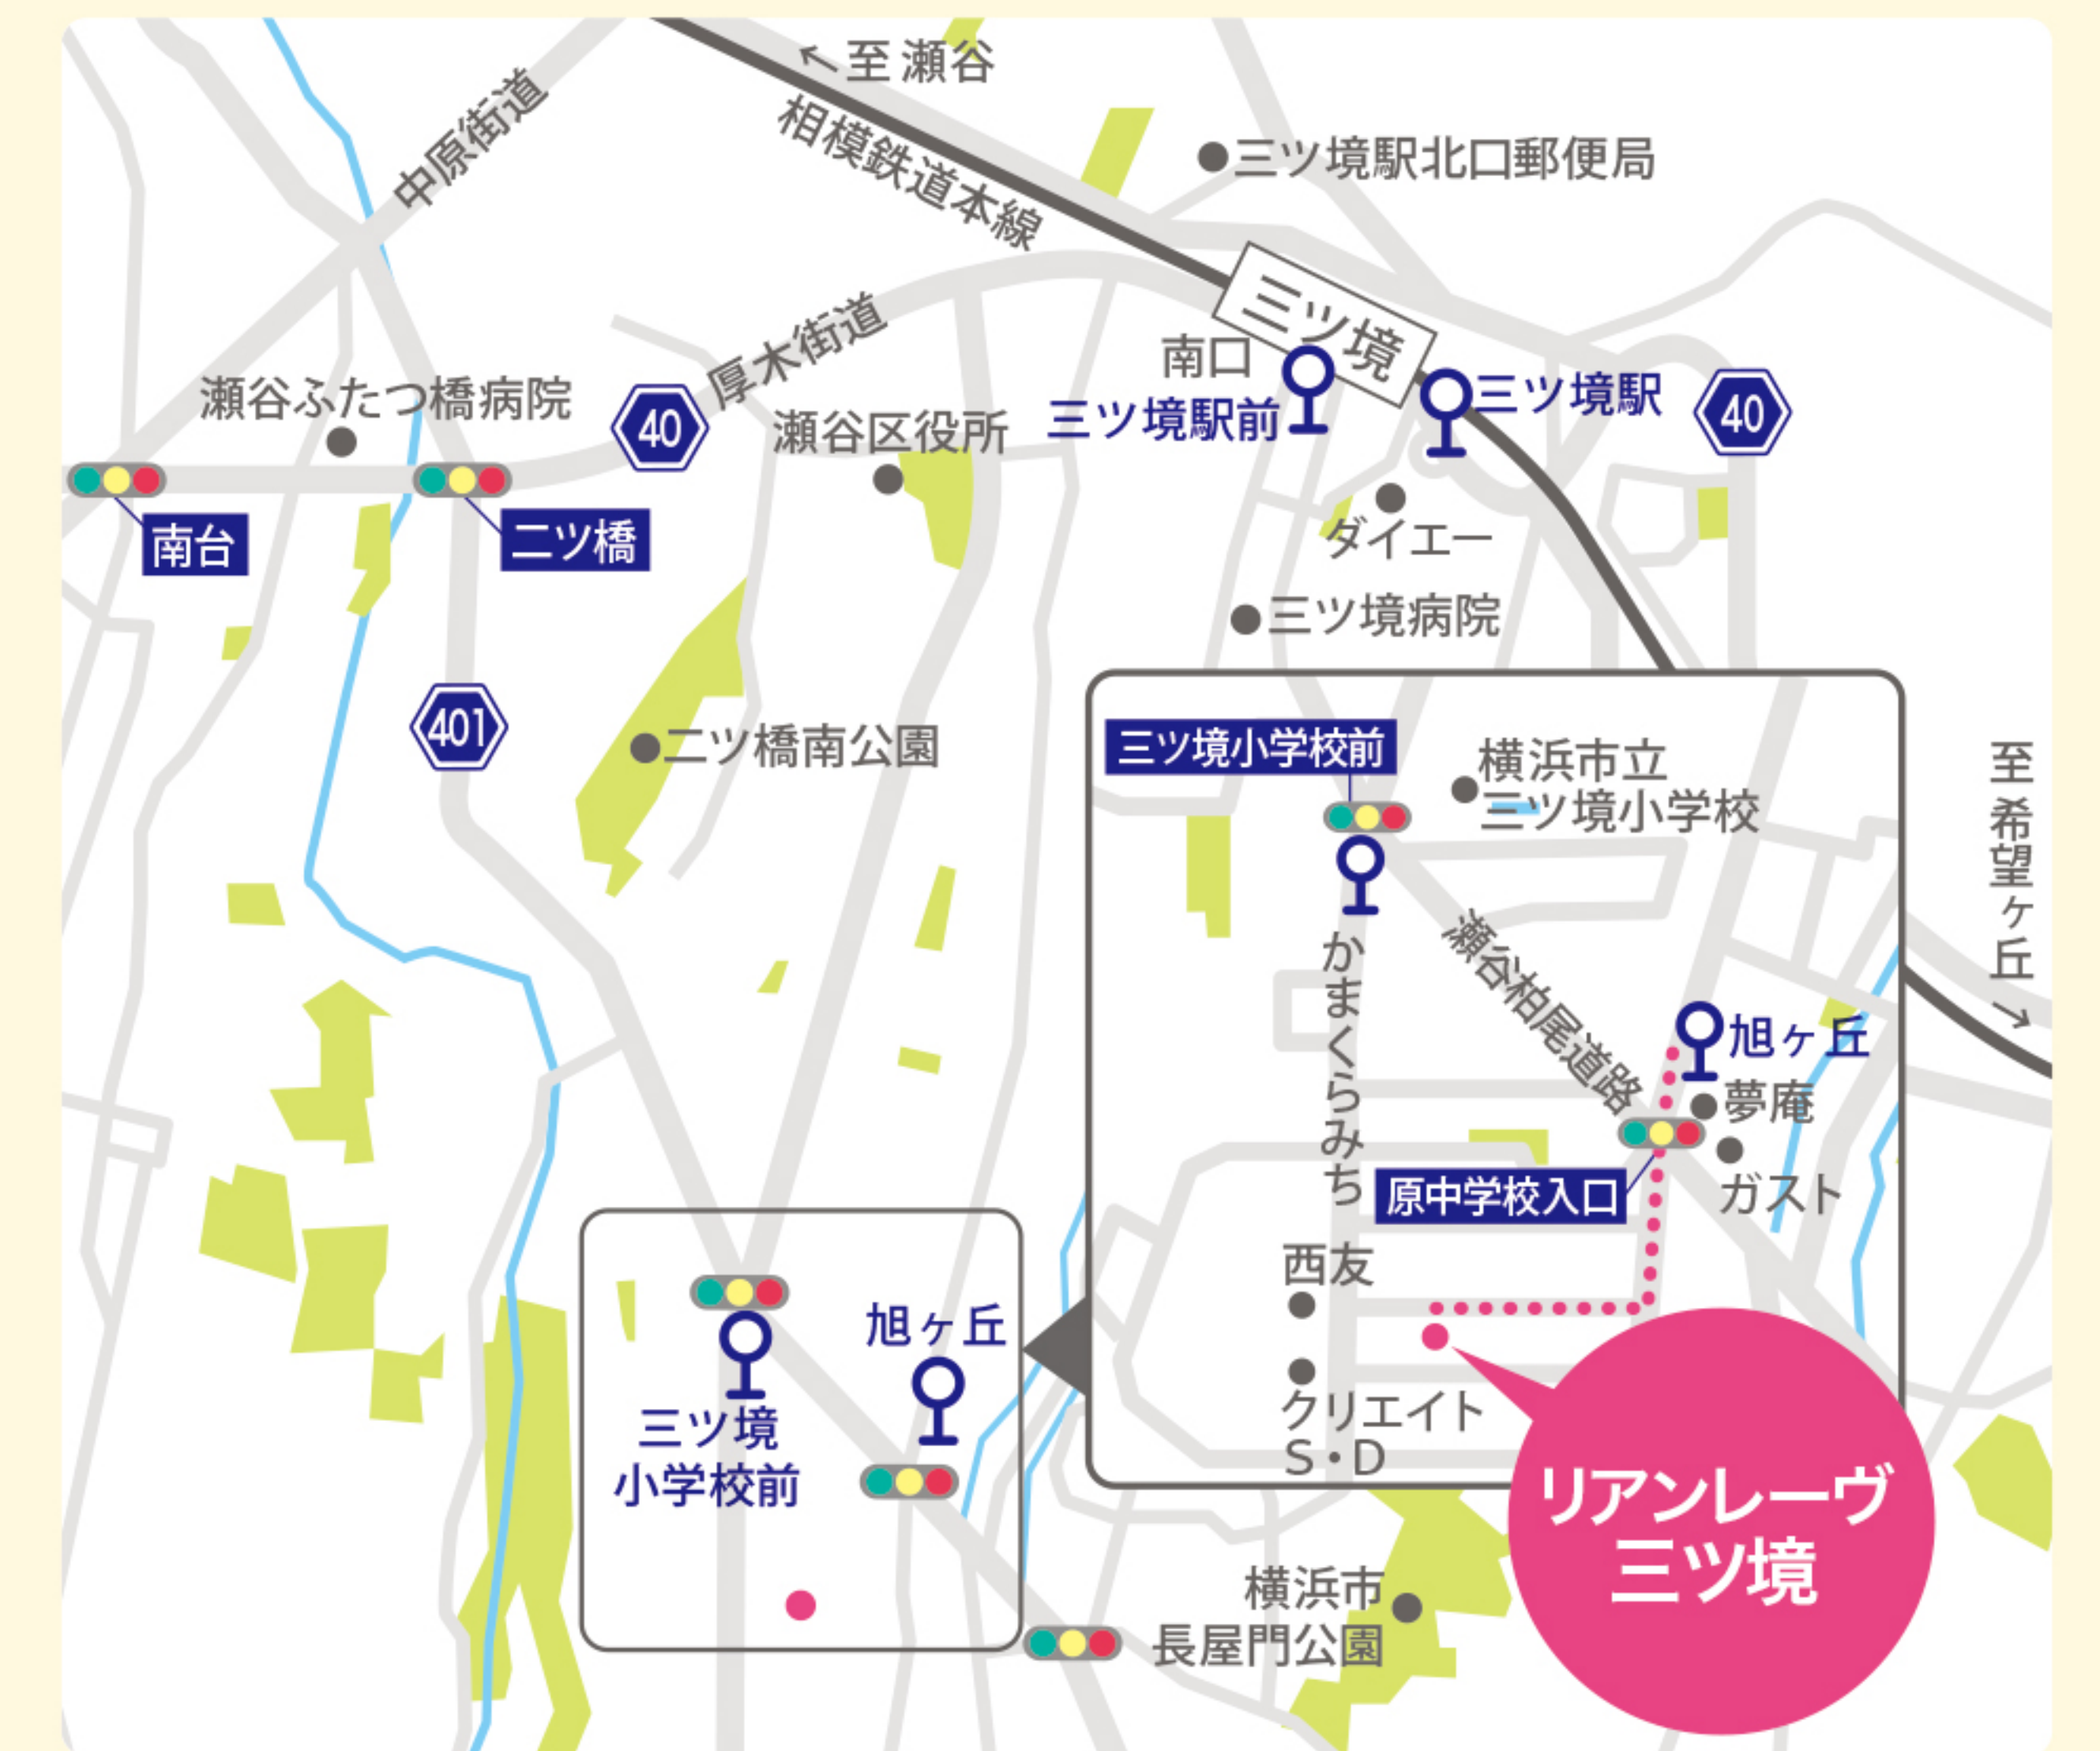 ←至 瀬谷
中原街道
相模鉄道本線
三ツ境駅北口郵便局
三ツ境
南口
三ツ境駅前
三ツ境駅
40
厚木街道
40
瀬谷ふたつ橋病院
瀬谷区役所
南台
二ツ橋
ダイエー
三ツ境病院
401
二ツ橋南公園
三ツ境小学校前
横浜市立
三ツ境小学校
至 希望ヶ丘→
瀬谷柏尾道路
かまくらみち
旭ヶ丘
夢庵
原中学校入口
ガスト
西友
クリエイト
S・D
旭ヶ丘
三ツ境
小学校前
リアンレーヴ
三ツ境
横浜市
長屋門公園